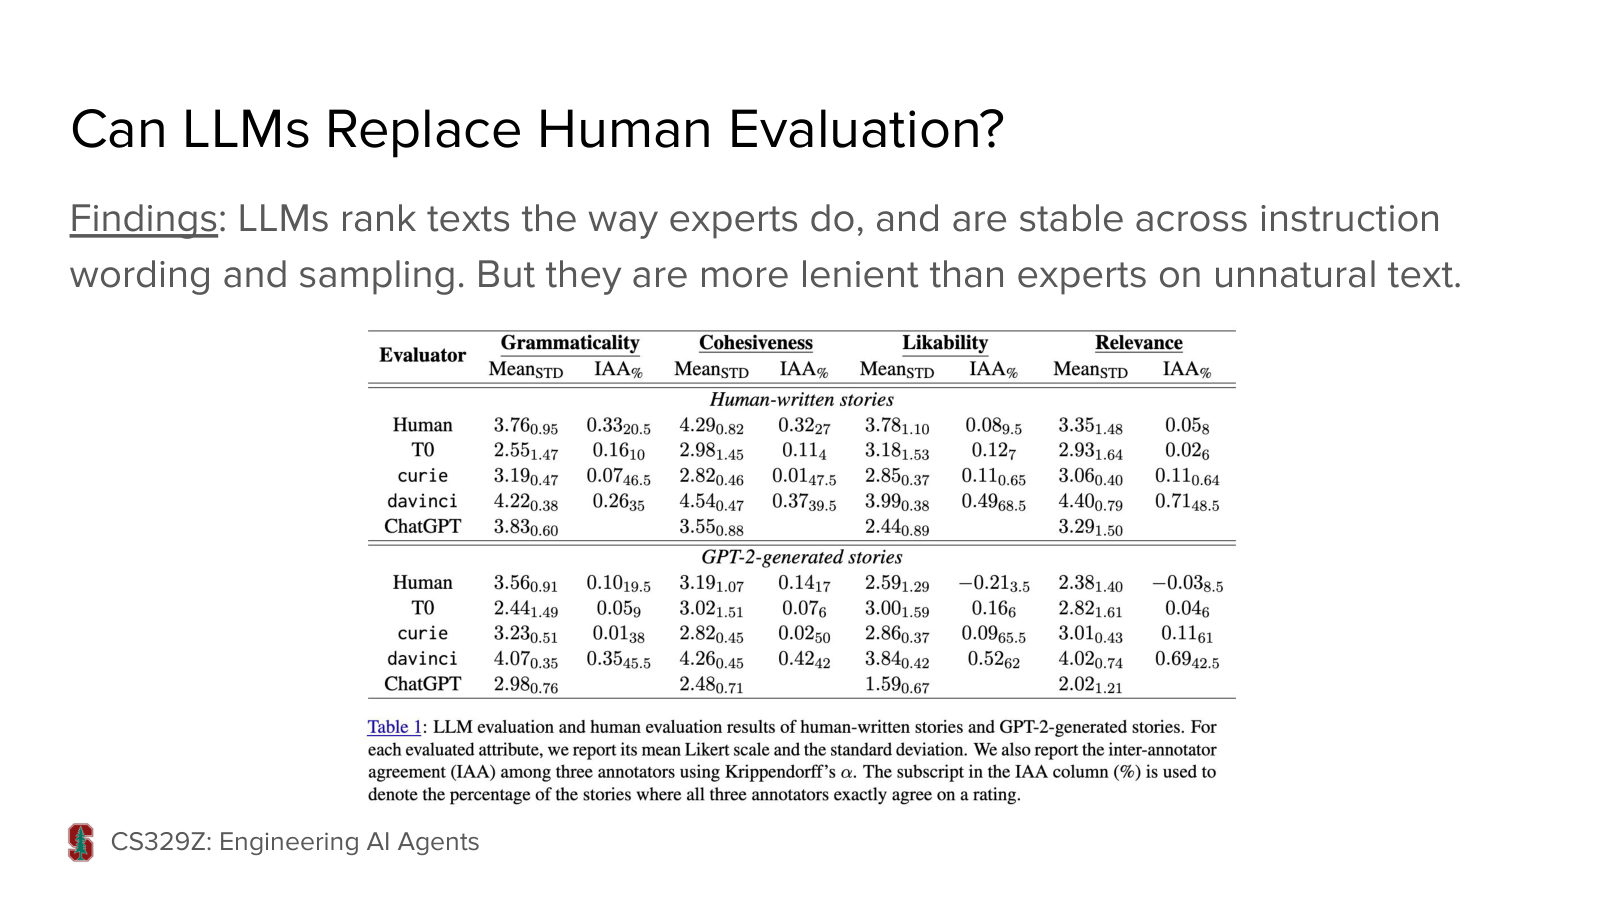 Can LLMs Replace Human Evaluation?
Findings: LLMs rank texts the way experts do, and are stable across instruction
wording and sampling. But they are more lenient than experts on unnatural text.
Evaluator Grammaticality Cohesiveness Likability Relevance
MeanSTD IAA% MeanSTD IAA% MeanSTD IAA% MeanSTD IAA%
Human-written stories
Human 3.760.95 0.3320.5 4.290.82 0.3227 3.781.10 0.089.5 3.351.48 0.058
T0 2.551.47 0.1610 2.981.45 0.114 3.181.53 0.127 2.931.64 0.026
curie 3.190.47 0.0746.5 2.820.46 0.0147.5 2.850.37 0.110.65 3.060.40 0.110.64
davinci 4.220.38 0.2635 4.540.47 0.3739.5 3.990.38 0.4968.5 4.400.79 0.7148.5
ChatGPT 3.830.60 3.550.88 2.440.89 3.291.50
GPT-2-generated stories
Human 3.560.91 0.1019.5 3.191.07 0.1417 2.591.29 −0.213.5 2.381.40 −0.038.5
T0 2.441.49 0.059 3.021.51 0.076 3.001.59 0.166 2.821.61 0.046
curie 3.230.51 0.0138 2.820.45 0.0250 2.860.37 0.0965.5 3.010.43 0.1161
davinci 4.070.35 0.3545.5 4.260.45 0.4242 3.840.42 0.5262 4.020.74 0.6942.5
ChatGPT 2.980.76 2.480.71 1.590.67 2.021.21
Table 1: LLM evaluation and human evaluation results of human-written stories and GPT-2-generated stories. For
each evaluated attribute, we report its mean Likert scale and the standard deviation. We also report the inter-annotator
agreement (IAA) among three annotators using Krippendorff's α. The subscript in the IAA column (%) is used to
denote the percentage of the stories where all three annotators exactly agree on a rating.
CS329Z: Engineering AI Agents